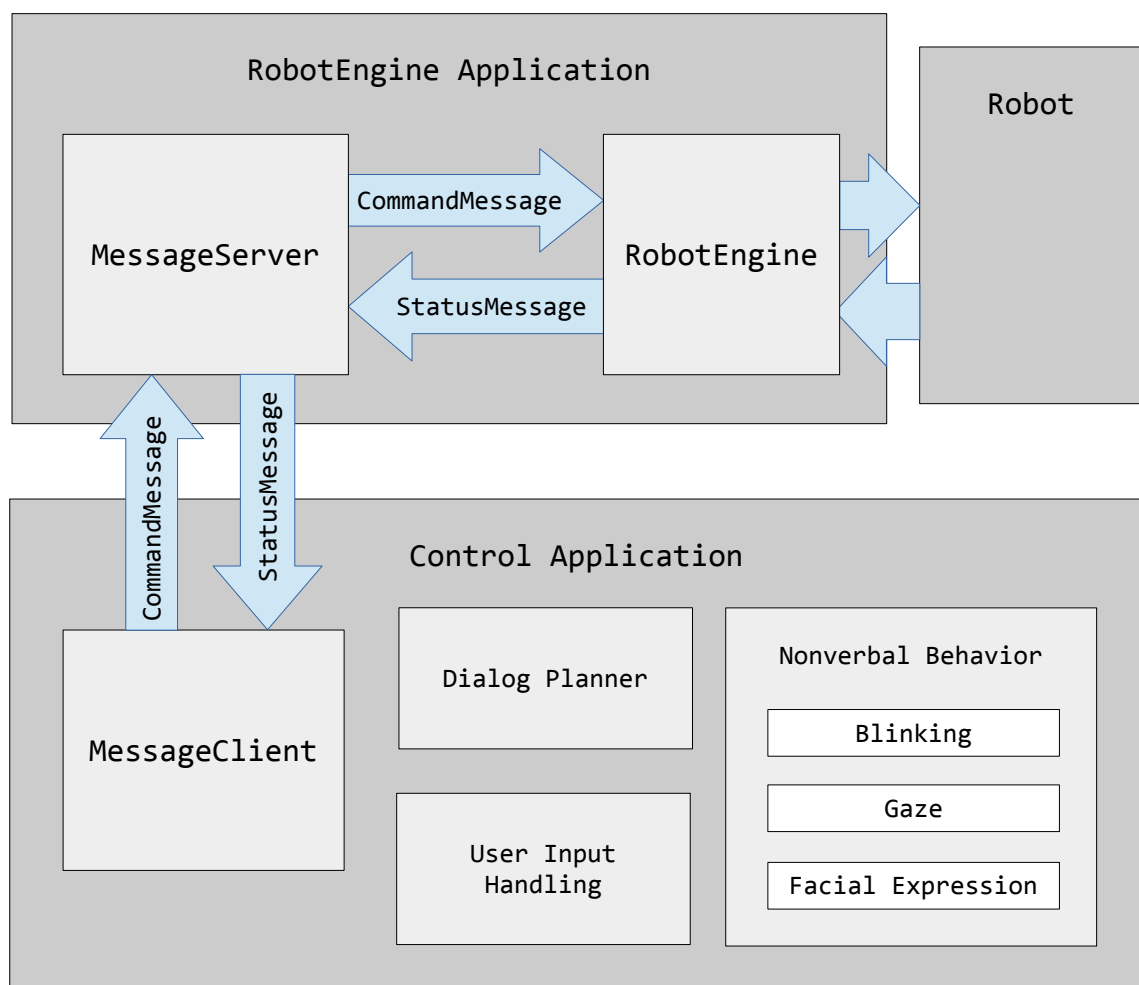 RobotEngine Application
Robot
MessageServer
CommandMessage
StatusMessage
RobotEngine
CommandMessage
StatusMessage
Control Application
MessageClient
Dialog Planner
User Input
Handling
Nonverbal Behavior
Blinking
Gaze
Facial Expression